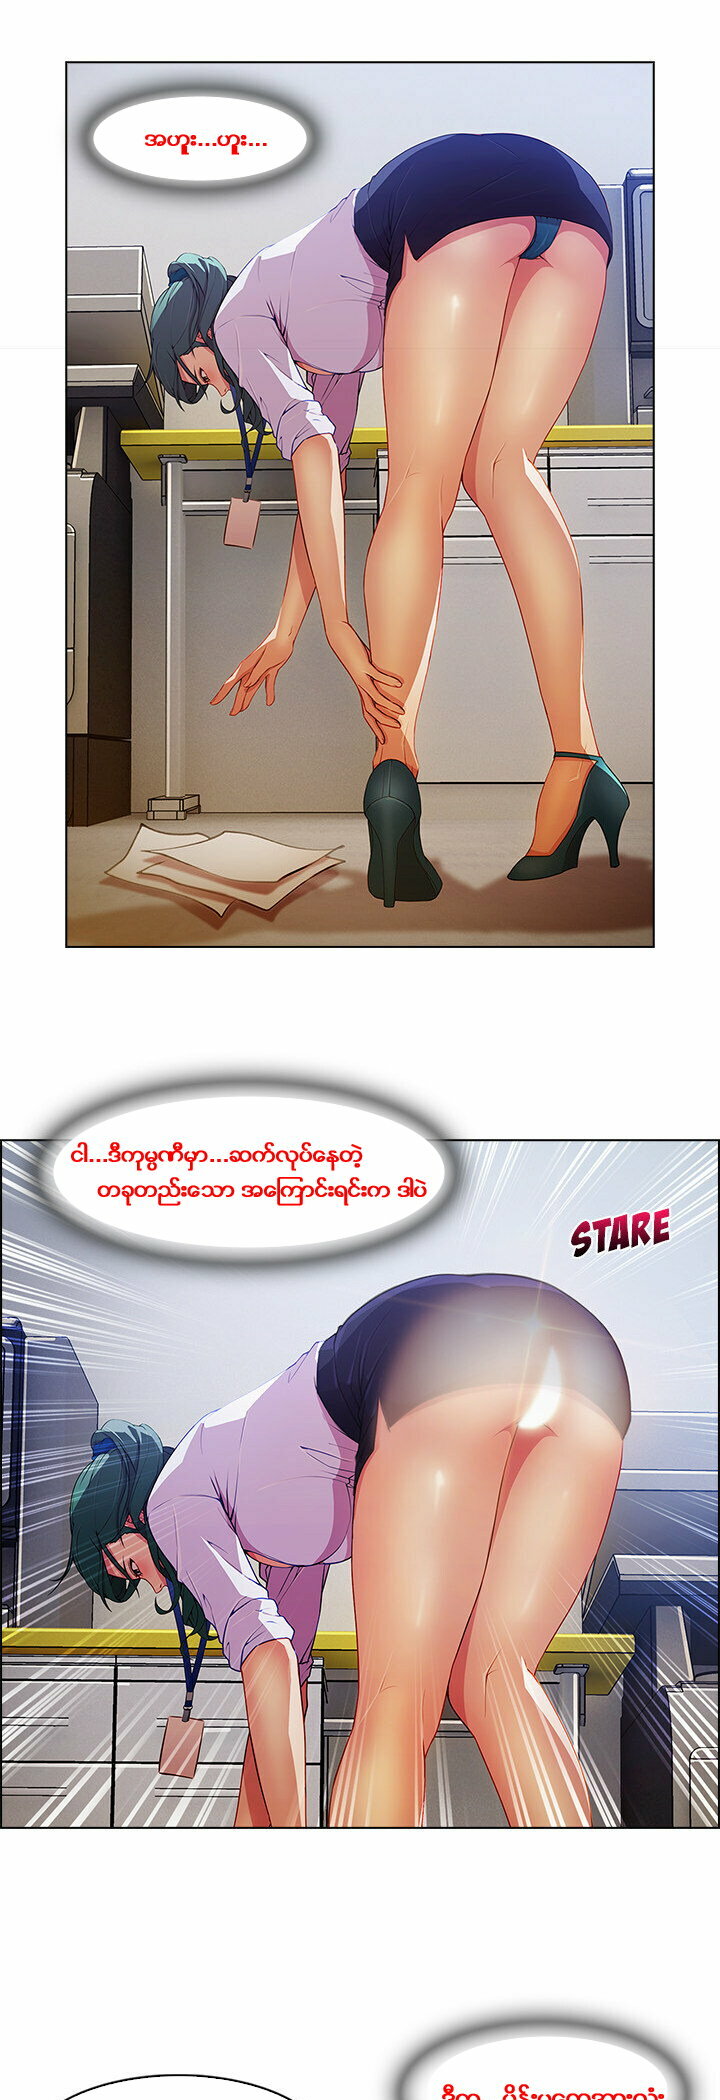 အဟူး...ဟူး...
ငါ...ဒီကုမ္ပဏီမှာ...ဆက်လုပ်နေတဲ့
တခုတည်းသော အကြောင်းရင်းက ဒါပဲ
STARE